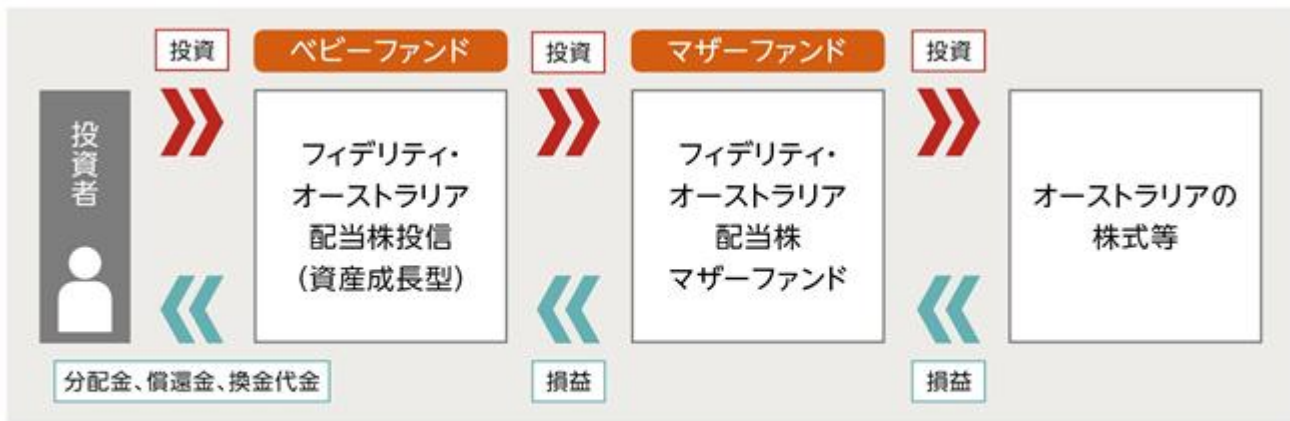 投資
ベビーファンド
投資
マザーファンド
投資
投資者
フィデリティ・
オーストラリア
配当株投信
(資産成長型)
フィデリティ・
オーストラリア
配当株
マザーファンド
オーストラリアの
株式等
分配金、償還金、換金代金
損益
損益